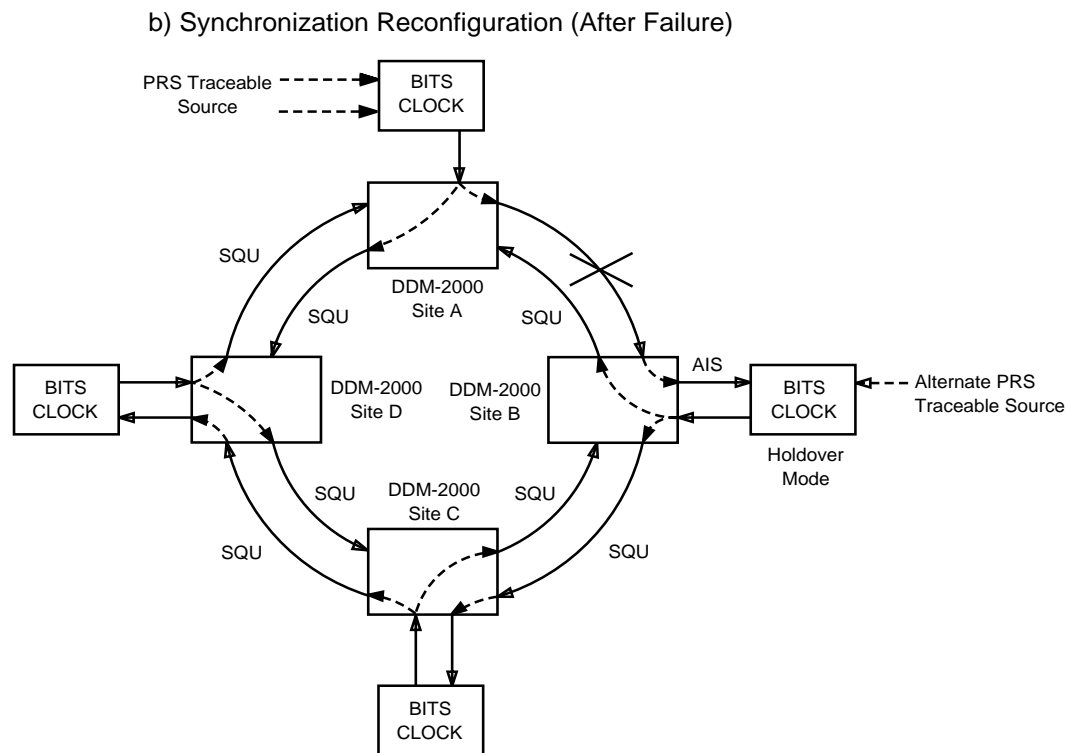 b) Synchronization Reconfiguration (After Failure)
PRS Traceable
Source
BITS
CLOCK
SQU
DDM-2000
Site A
SQU
SQU
BITS
CLOCK
DDM-2000
Site D
DDM-2000
Site B
AIS
BITS
CLOCK
Alternate PRS
Traceable Source
Holdover
Mode
SQU
DDM-2000
Site C
SQU
SQU
SQU
BITS
CLOCK